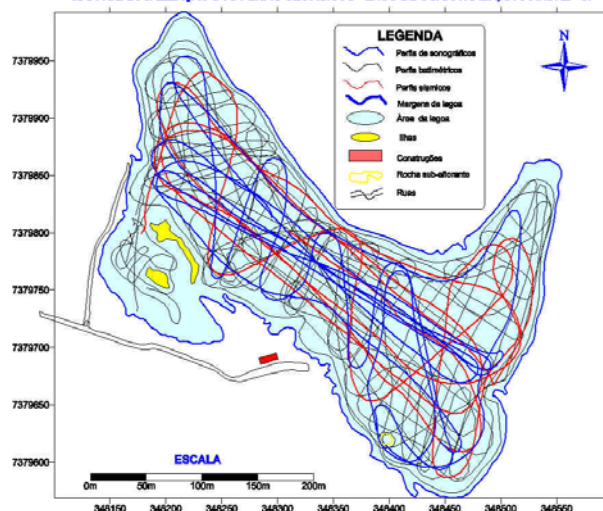 7379950
7379900
7379850
7379800
7379750
7379700
7379650
7379600
LEGENDA
Perfis de sonográficos
Perfis batimétricos
Perfis sísmicos
Margens da lagoa
Área da lagoa
Ilhas
Construções
Rocha sub-aflorante
Ruas
N
ESCALA
0m 50m 100m 150m 200m
348150 348200 348250 348300 348350 348400 348450 348500 348550